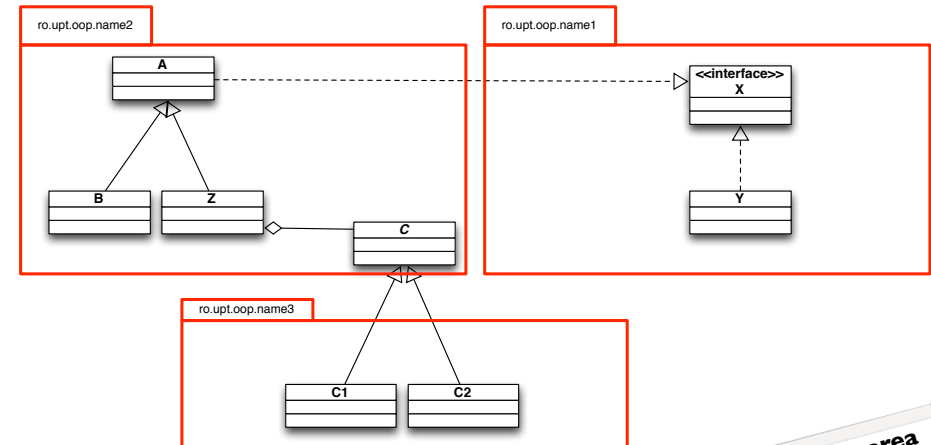 ro.upt.oop.name2
ro.upt.oop.name1
A
<<interface>>
X
B
Z
Y
C
ro.upt.oop.name3
C1
C2